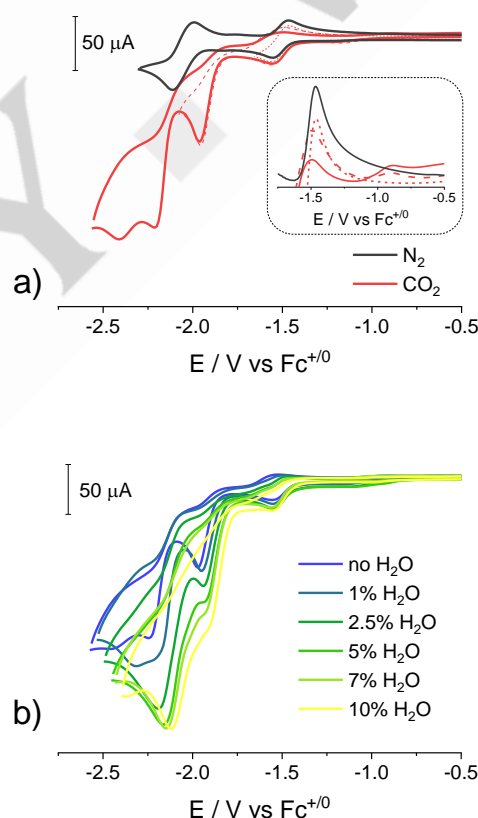 50 μA
-1.5 -1.0 -0.5
E / V vs Fc+/0
N2
CO2
a)
-2.5 -2.0 -1.5 -1.0 -0.5
E / V vs Fc+/0
50 μA
no H2O
1% H2O
2.5% H2O
5% H2O
7% H2O
10% H2O
b)
-2.5 -2.0 -1.5 -1.0 -0.5
E / V vs Fc+/0